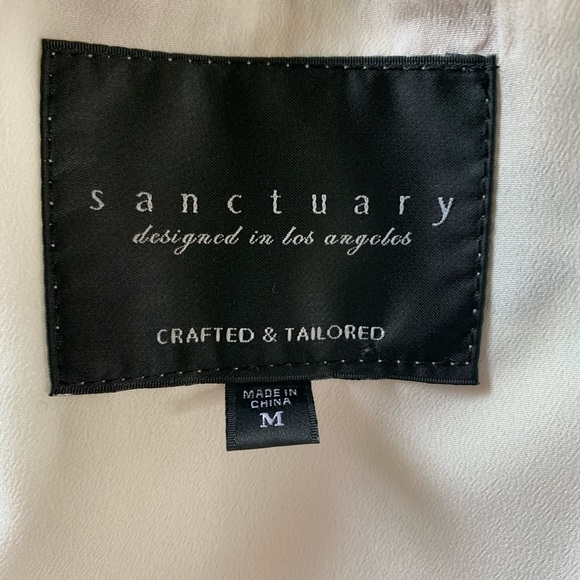 sanctuary
designed in los angeles
CRAFTED & TAILORED
MADE IN
CHINA
M